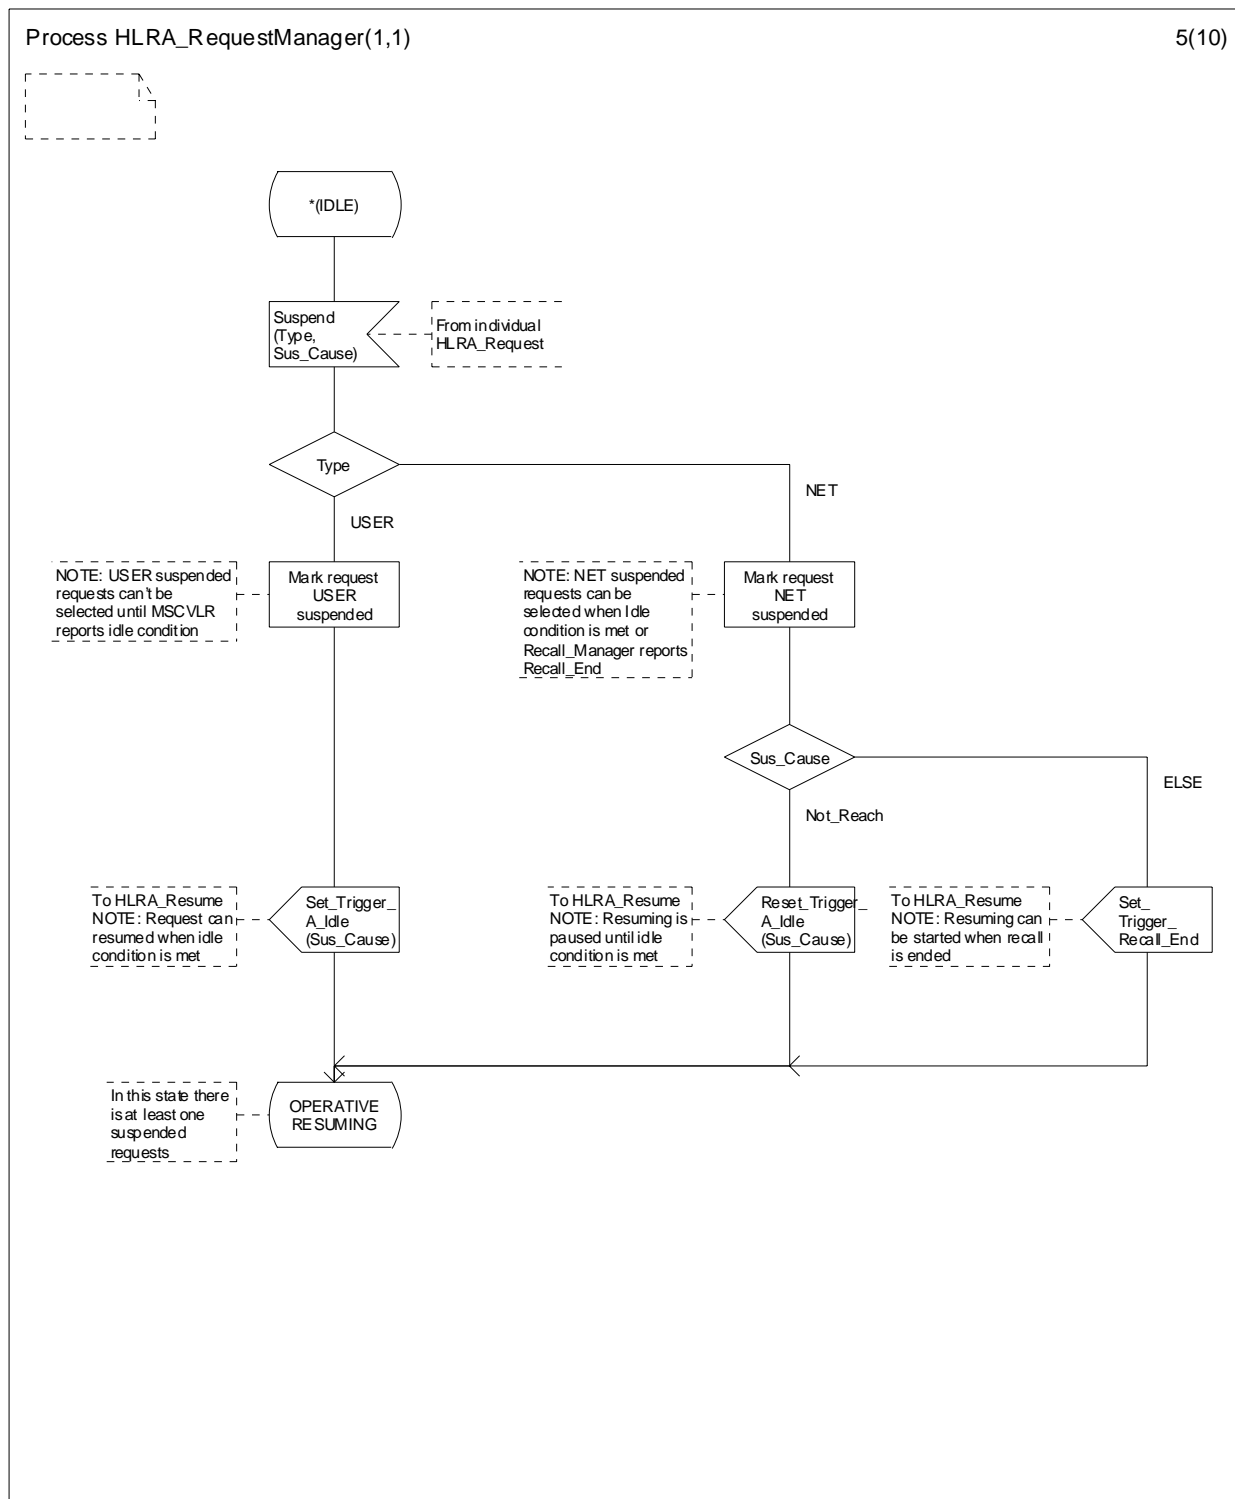 Process HLRA_RequestManager(1,1)
5(10)
*(IDLE)
Suspend
(Type,
Sus_Cause)
From individual
HLRA_Request
Type
NET
USER
NOTE: USER suspended
requests can't be
selected until MSCVLR
reports idle condition
Mark request
USER
suspended
NOTE: NET suspended
requests can be
selected when Idle
condition is met or
Recall_Manager reports
Recall_End
Mark request
NET
suspended
Sus_Cause
ELSE
Not_Reach
To HLRA_Resume
NOTE: Request can
resumed when idle
condition is met
Set_Trigger_
A_Idle
(Sus_Cause)
To HLRA_Resume
NOTE: Resuming is
paused until idle
condition is met
Reset_Trigger_
A_Idle
(Sus_Cause)
To HLRA_Resume
NOTE: Resuming can
be started when recall
is ended
Set_
Trigger_
Recall_End
In this state there
is at least one
suspended
requests
OPERATIVE
RESUMING